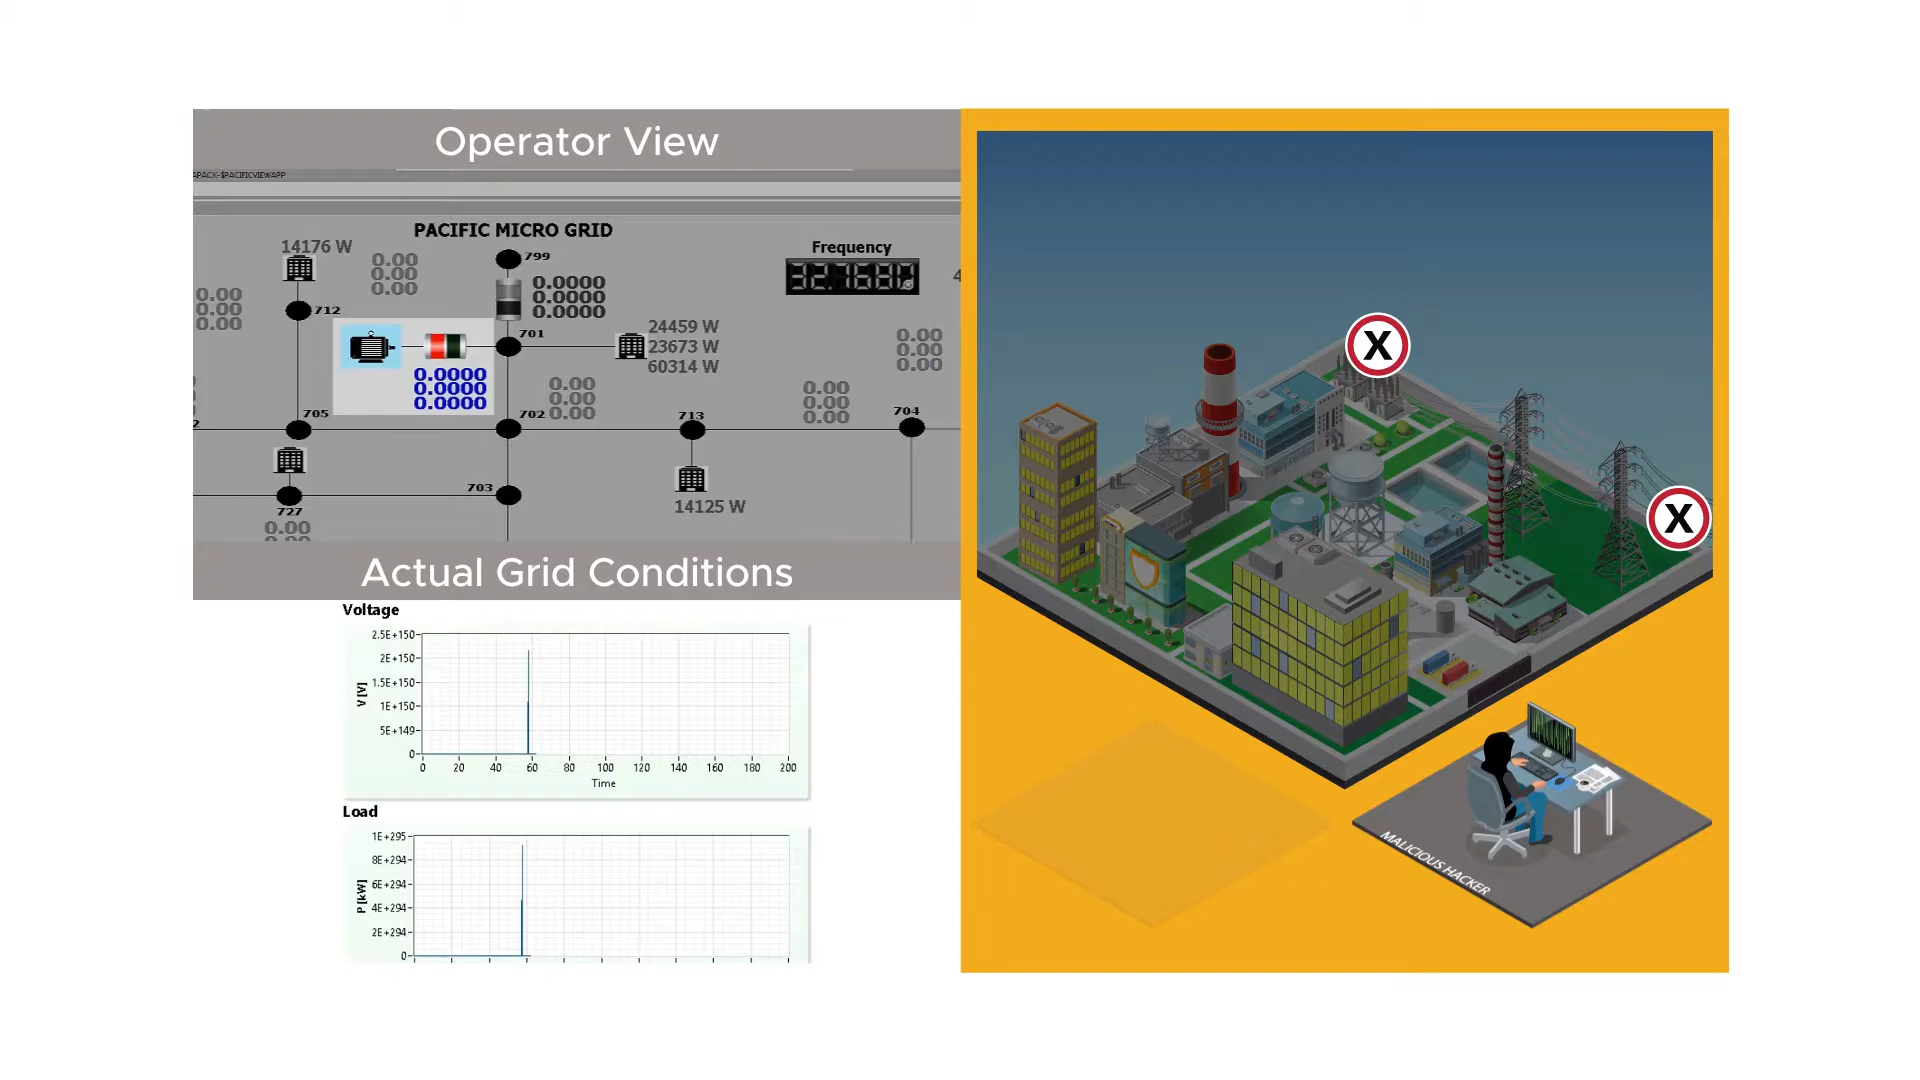 Operator View
APACK-$PACIFICVIEWAPP
PACIFIC MICRO GRID
14176 W
0.00
0.00
0.00
799
0.0000
0.0000
0.0000
Frequency
4
0.00
0.00
0.00
712
701
24459 W
23673 W
60314 W
0.00
0.00
0.00
0.0000
0.0000
0.0000
0.00
0.00
0.00
0.00
0.00
0.00
705
702
713
704
2
703
727
14125 W
0.00
Actual Grid Conditions
Voltage
2.5E+150
2E+150
1.5E+150
1E+150
5E+149
0
V [V]
0 20 40 60 80 100 120 140 160 180 200
Time
Load
1E+295
8E+294
6E+294
4E+294
2E+294
0
P [kW]
X
X
MALICIOUS HACKER